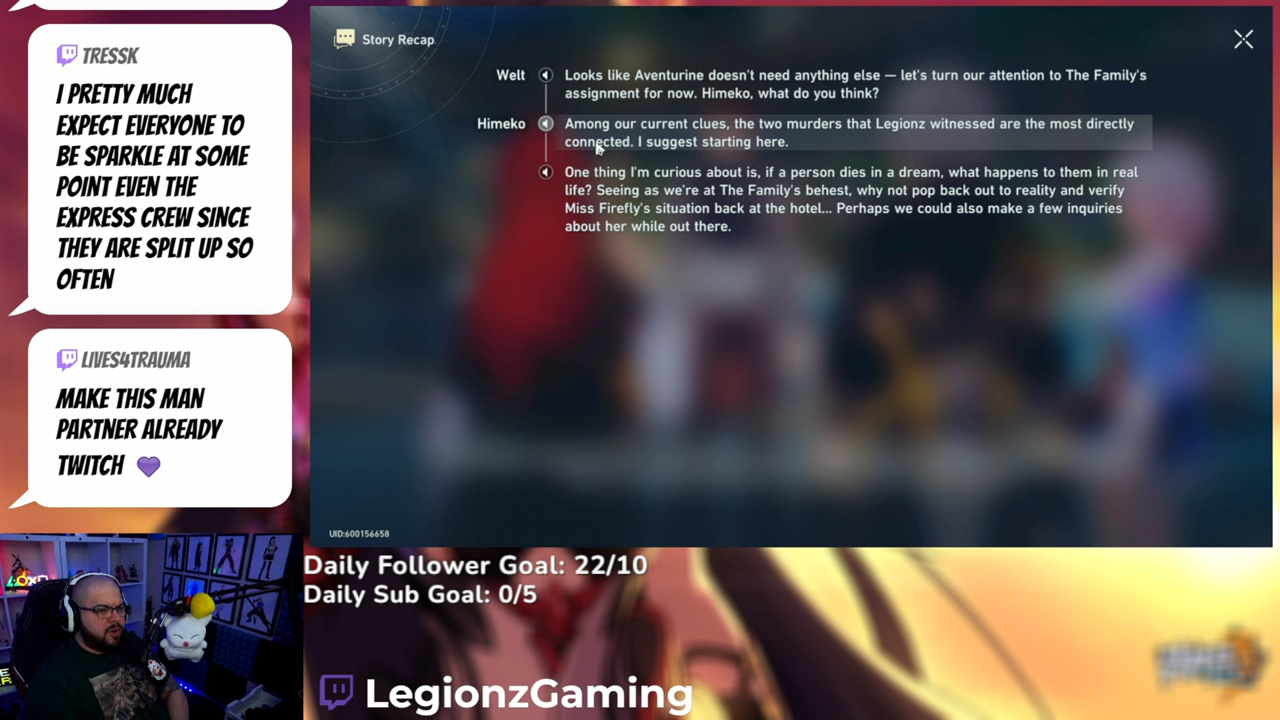 TRESSK
I PRETTY MUCH
EXPECT EVERYONE TO
BE SPARKLE AT SOME
POINT EVEN THE
EXPRESS CREW SINCE
THEY ARE SPLIT UP SO
OFTEN
LIVES4TRAUMA
MAKE THIS MAN
PARTNER ALREADY
TWITCH
Story Recap
Welt
Looks like Aventurine doesn't need anything else — let's turn our attention to The Family's
assignment for now. Himeko, what do you think?
Himeko
Among our current clues, the two murders that Legionz witnessed are the most directly
connected. I suggest starting here.
One thing I'm curious about is, if a person dies in a dream, what happens to them in real
life? Seeing as we're at The Family's behest, why not pop back out to reality and verify
Miss Firefly's situation back at the hotel... Perhaps we could also make a few inquiries
about her while out there.
UID:600156658
Daily Follower Goal: 22/10
Daily Sub Goal: 0/5
LegionzGaming